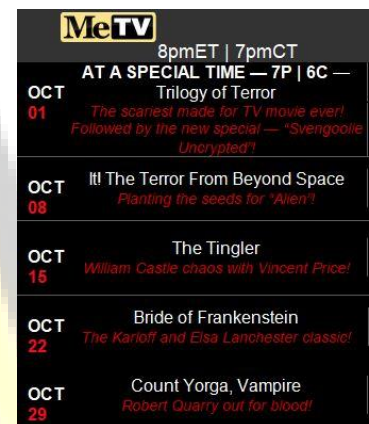 MeTV
8pmET | 7pmCT
AT A SPECIAL TIME — 7P | 6C —
OCT
01
Trilogy of Terror
The scariest made for TV movie ever!
Followed by the new special — "Svengoolie
Uncrypted"!
OCT
08
It! The Terror From Beyond Space
Planting the seeds for "Alien"!
OCT
15
The Tingler
William Castle chaos with Vincent Price!
OCT
22
Bride of Frankenstein
The Karloff and Elsa Lanchester classic!
OCT
29
Count Yorga, Vampire
Robert Quarry out for blood!